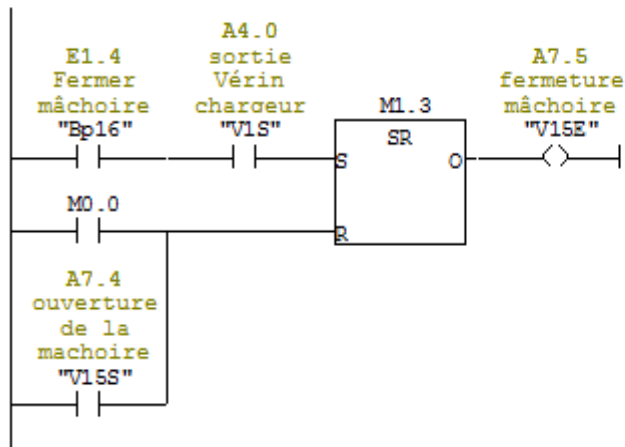 A4.0
E1.4 sortie A7.5
Fermer Vérin fermeture
mâchoire chargeur M1.3 mâchoire
"Bp16" "V1S" SR "V15E"
S Q
M0.0
R
A7.4
ouverture
de la
machoire
"V15S"